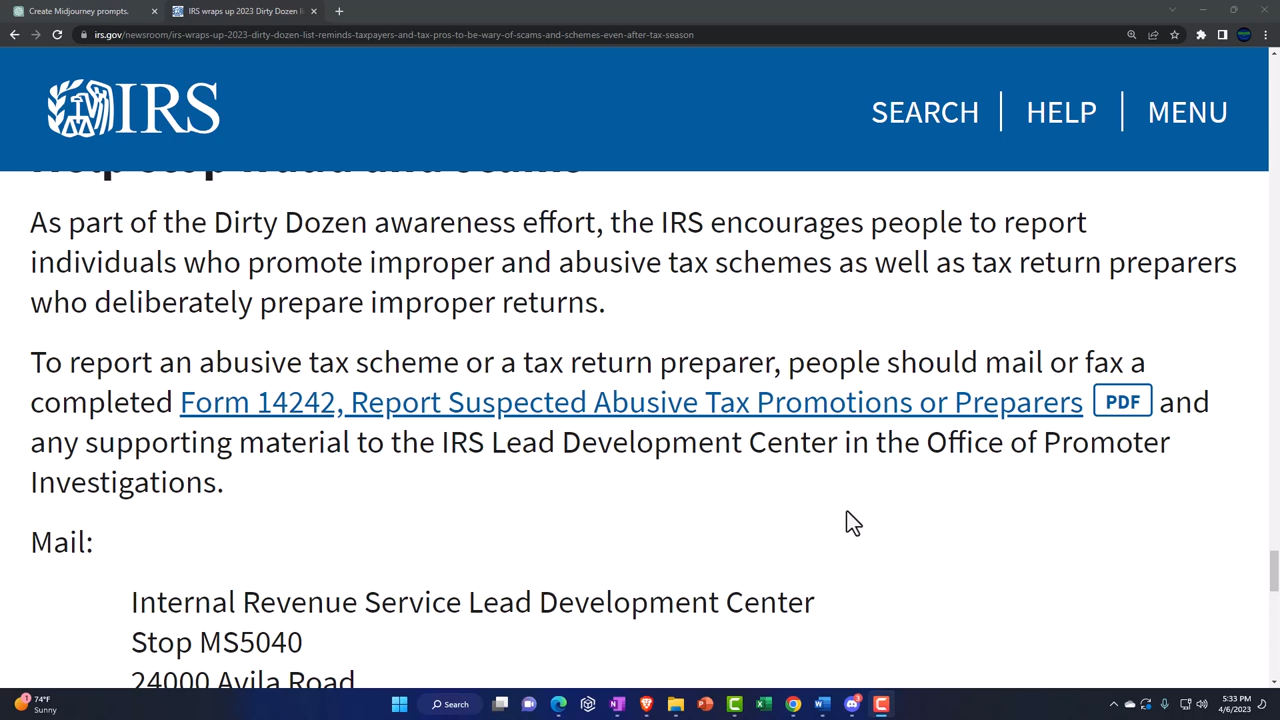 Create Midjourney prompts.
IRS wraps up 2023 Dirty Dozen li
irs.gov/newsroom/irs-wraps-up-2023-dirty-dozen-list-reminds-taxpayers-and-tax-pros-to-be-wary-of-scams-and-schemes-even-after-tax-season
IRS
SEARCH
HELP
MENU
Help stop fraud and scams
As part of the Dirty Dozen awareness effort, the IRS encourages people to report
individuals who promote improper and abusive tax schemes as well as tax return preparers
who deliberately prepare improper returns.
To report an abusive tax scheme or a tax return preparer, people should mail or fax a
completed Form 14242, Report Suspected Abusive Tax Promotions or Preparers PDF and
any supporting material to the IRS Lead Development Center in the Office of Promoter
Investigations.
Mail:
Internal Revenue Service Lead Development Center
Stop MS5040
24000 Avila Road
1
74°F
Sunny
Search
3
5:33 PM
4/6/2023